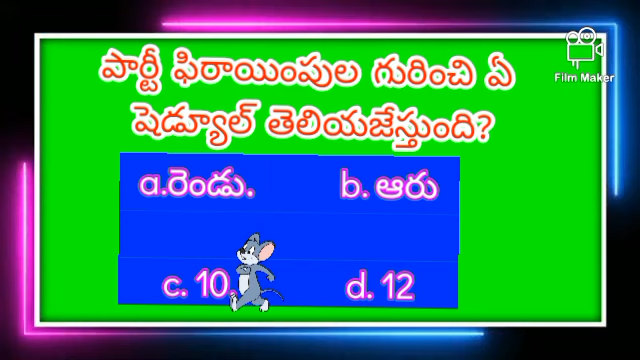 పార్టీ ఫిరాయింపుల గురించి ఏ
షెడ్యూల్ తెలియజేస్తుంది?
a.రెండు.
b. ఆరు
c. 10.
d. 12
Film Maker